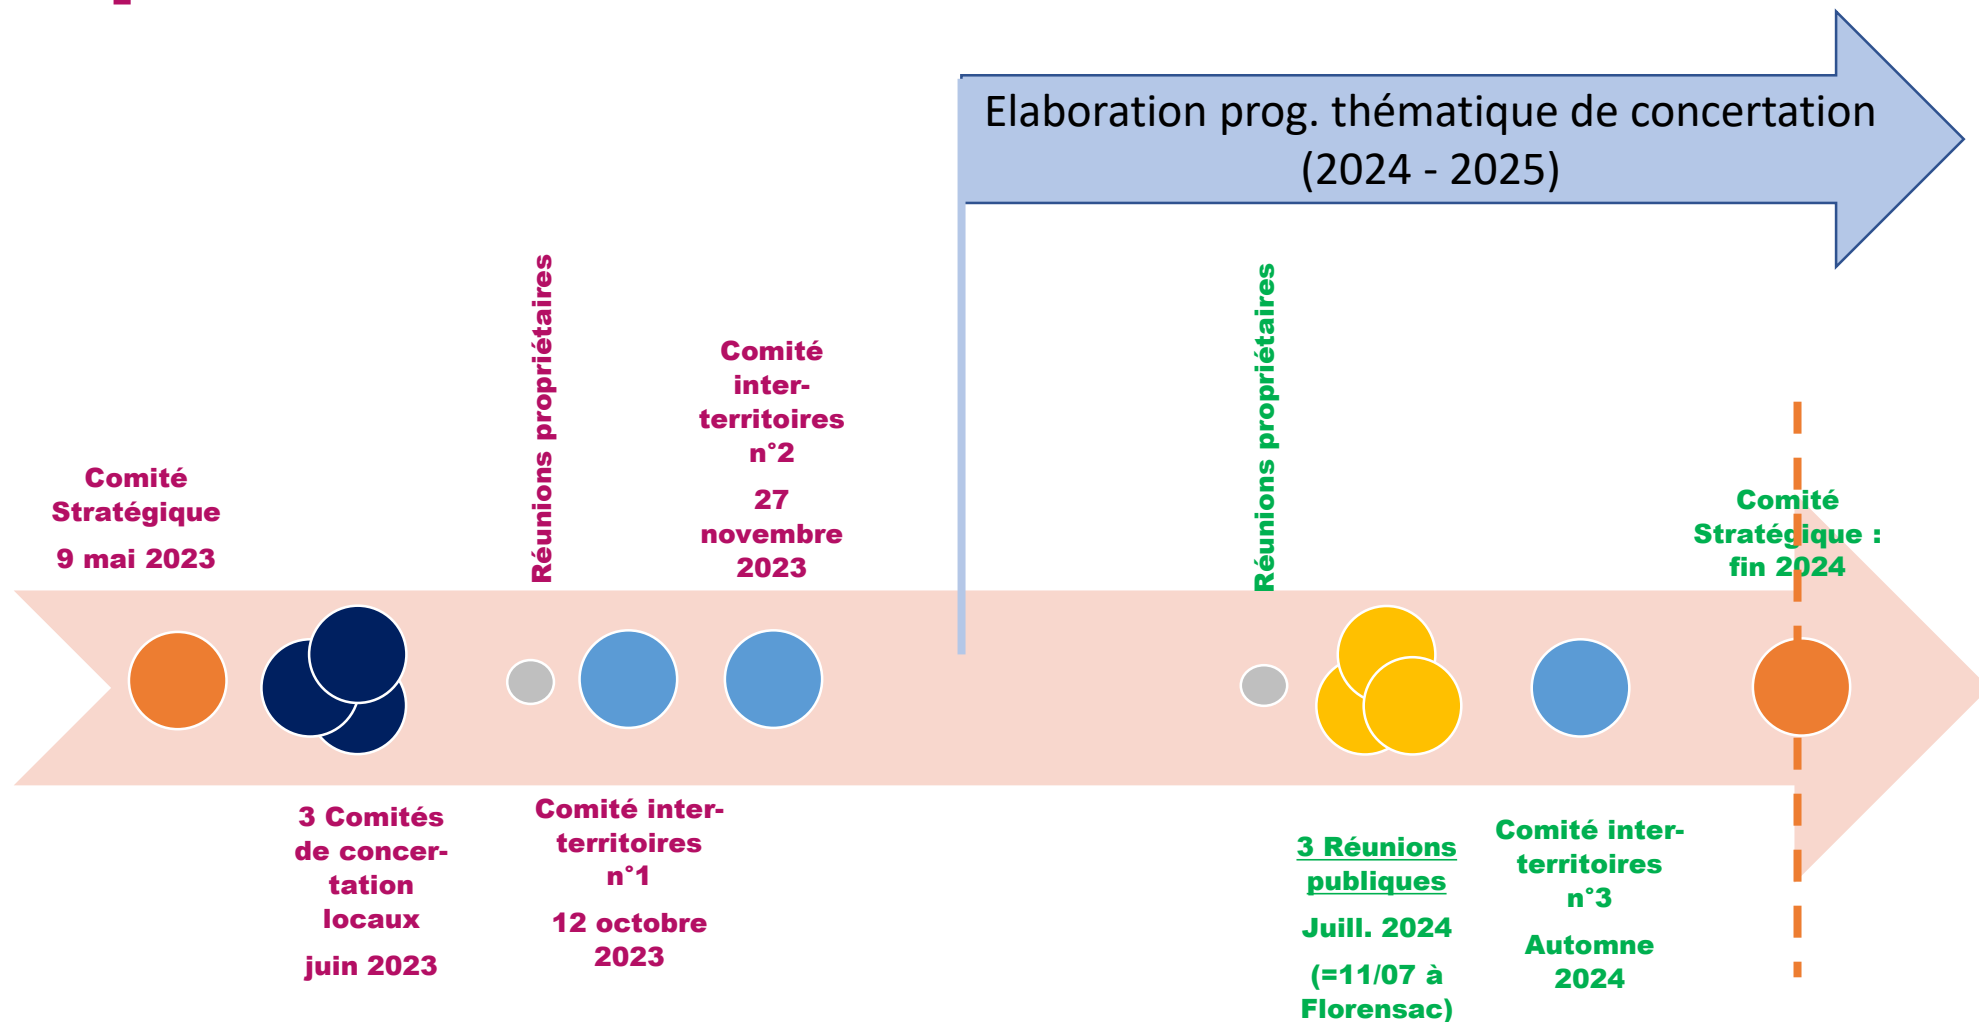 Elaboration prog. thématique de concertation
(2024 - 2025)
Comité
Stratégique
9 mai 2023
3 Comités
de concer-
tation
locaux
juin 2023
Réunions propriétaires
Comité inter-
territoires
n°1
12 octobre
2023
Comité
inter-
territoires
n°2
27
novembre
2023
Réunions propriétaires
3 Réunions
publiques
Juill. 2024
(=11/07 à
Florensac)
Comité inter-
territoires
n°3
Automne
2024
Comité
Stratégique :
fin 2024